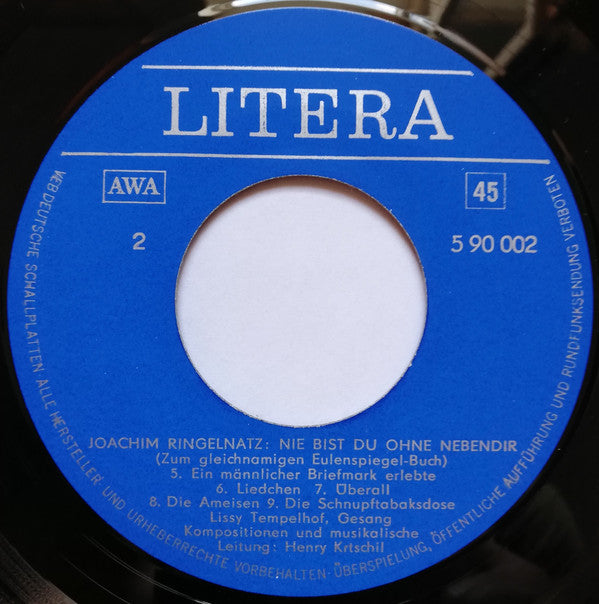 LITERA
AWA
45
2
5 90 002
JOACHIM RINGELNATZ: NIE BIST DU OHNE NEBENDIR
(Zum gleichnamigen Eulenspiegel-Buch)
5. Ein männlicher Briefmark erlebte
6. Liedchen 7. Überall
8. Die Ameisen 9. Die Schnupftabaksdose
Lissy Tempelhof, Gesang
Kompositionen und musikalische
Leitung: Henry Krtschil
VEB DEUTSCHE SCHALLPLATTEN ALLE HERSTELLER- UND URHEBERRECHTE VORBEHALTEN-ÜBERSPIELUNG, ÖFFENTLICHE AUFFÜHRUNG UND RUNDFUNKSENDUNG VERBOTEN